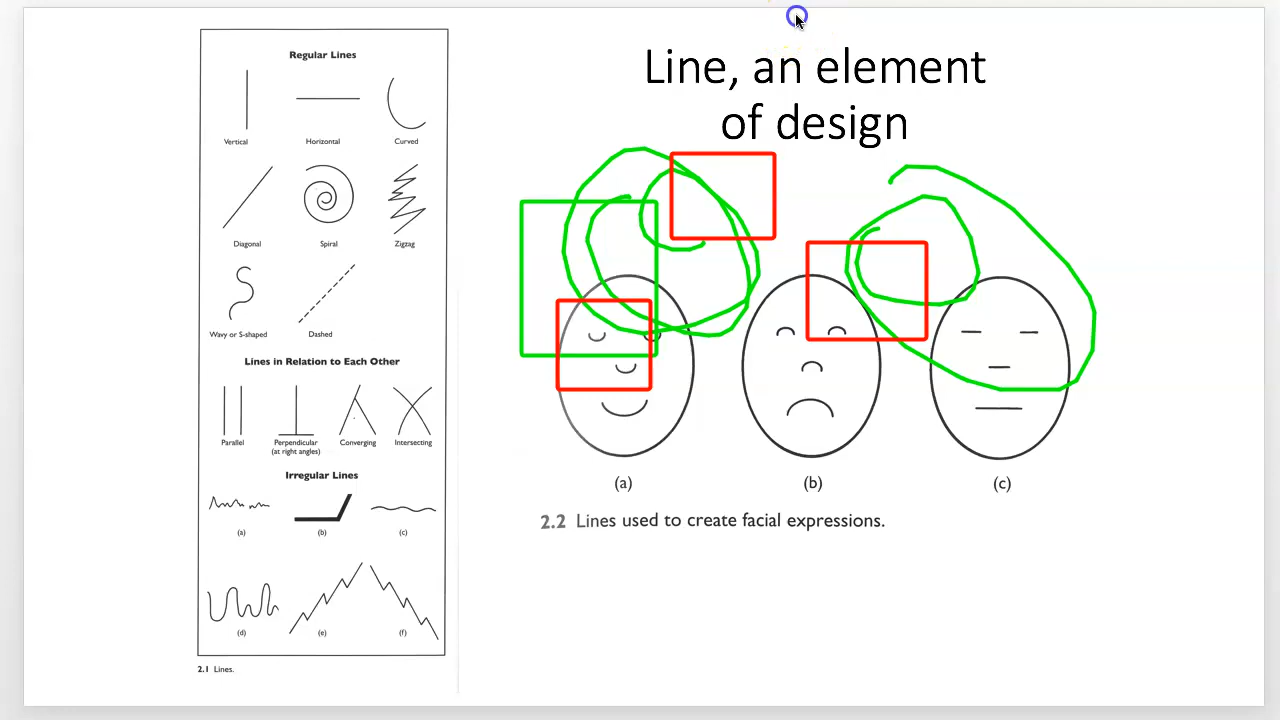 Line, an element
of design
Regular Lines
Vertical
Horizontal
Curved
Diagonal
Spiral
Zigzag
Wavy or S-shaped
Dashed
Lines in Relation to Each Other
Parallel
Perpendicular
(at right angles)
Converging
Intersecting
Irregular Lines
(a)
(b)
(c)
(d)
(e)
(f)
2.1 Lines.
(a)
(b)
(c)
2.2 Lines used to create facial expressions.